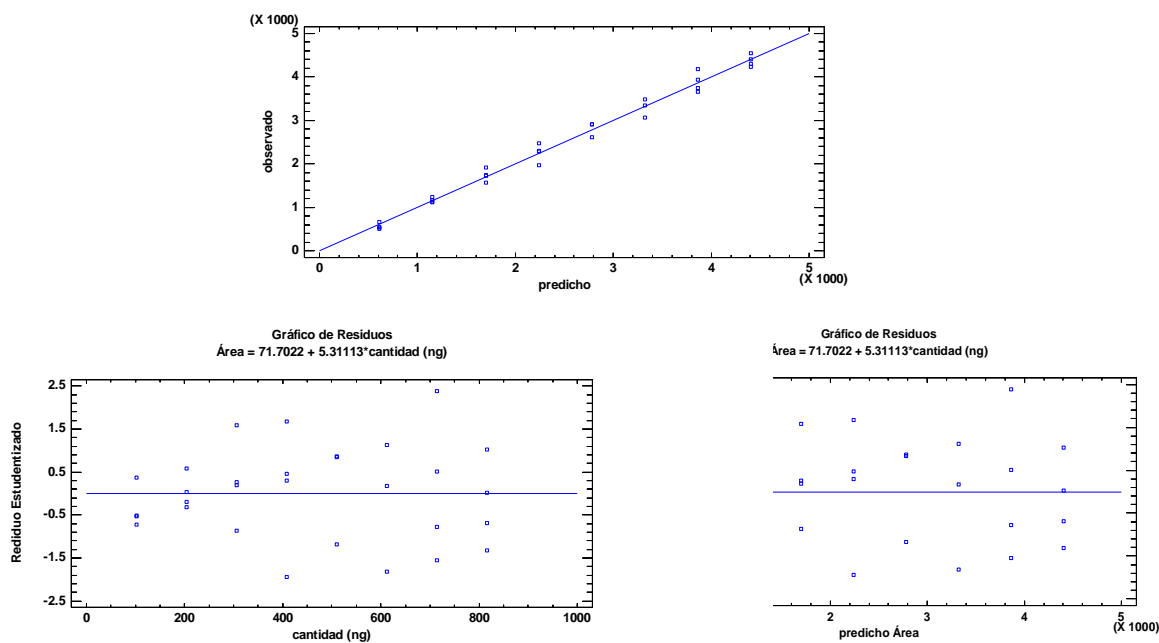 (X 1000)
5
4
3
2
1
0
observado
0 1 2 3 4 5
(X 1000)
predicho
Gráfico de Residuos
Área = 71.7022 + 5.31113*cantidad (ng)
2.5
1.5
0.5
-0.5
-1.5
-2.5
Rediduo Estudentizado
0 200 400 600 800 1000
cantidad (ng)
Gráfico de Residuos
Área = 71.7022 + 5.31113*cantidad (ng)
2 3 4 5
(X 1000)
predicho Área